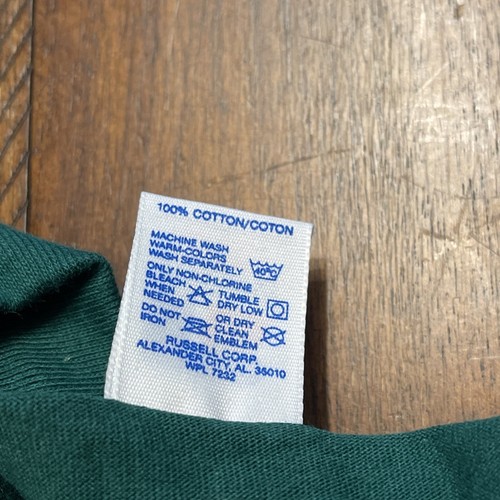 100% COTTON/COTON
MACHINE WASH
WARM-COLORS
WASH SEPARATELY
40°C
ONLY NON-CHLORINE
BLEACH
WHEN
NEEDED
TUMBLE
DRY LOW
DO NOT
IRON
OR DRY
CLEAN
EMBLEM
RUSSELL CORP.
ALEXANDER CITY, AL. 35010
WPL 7232